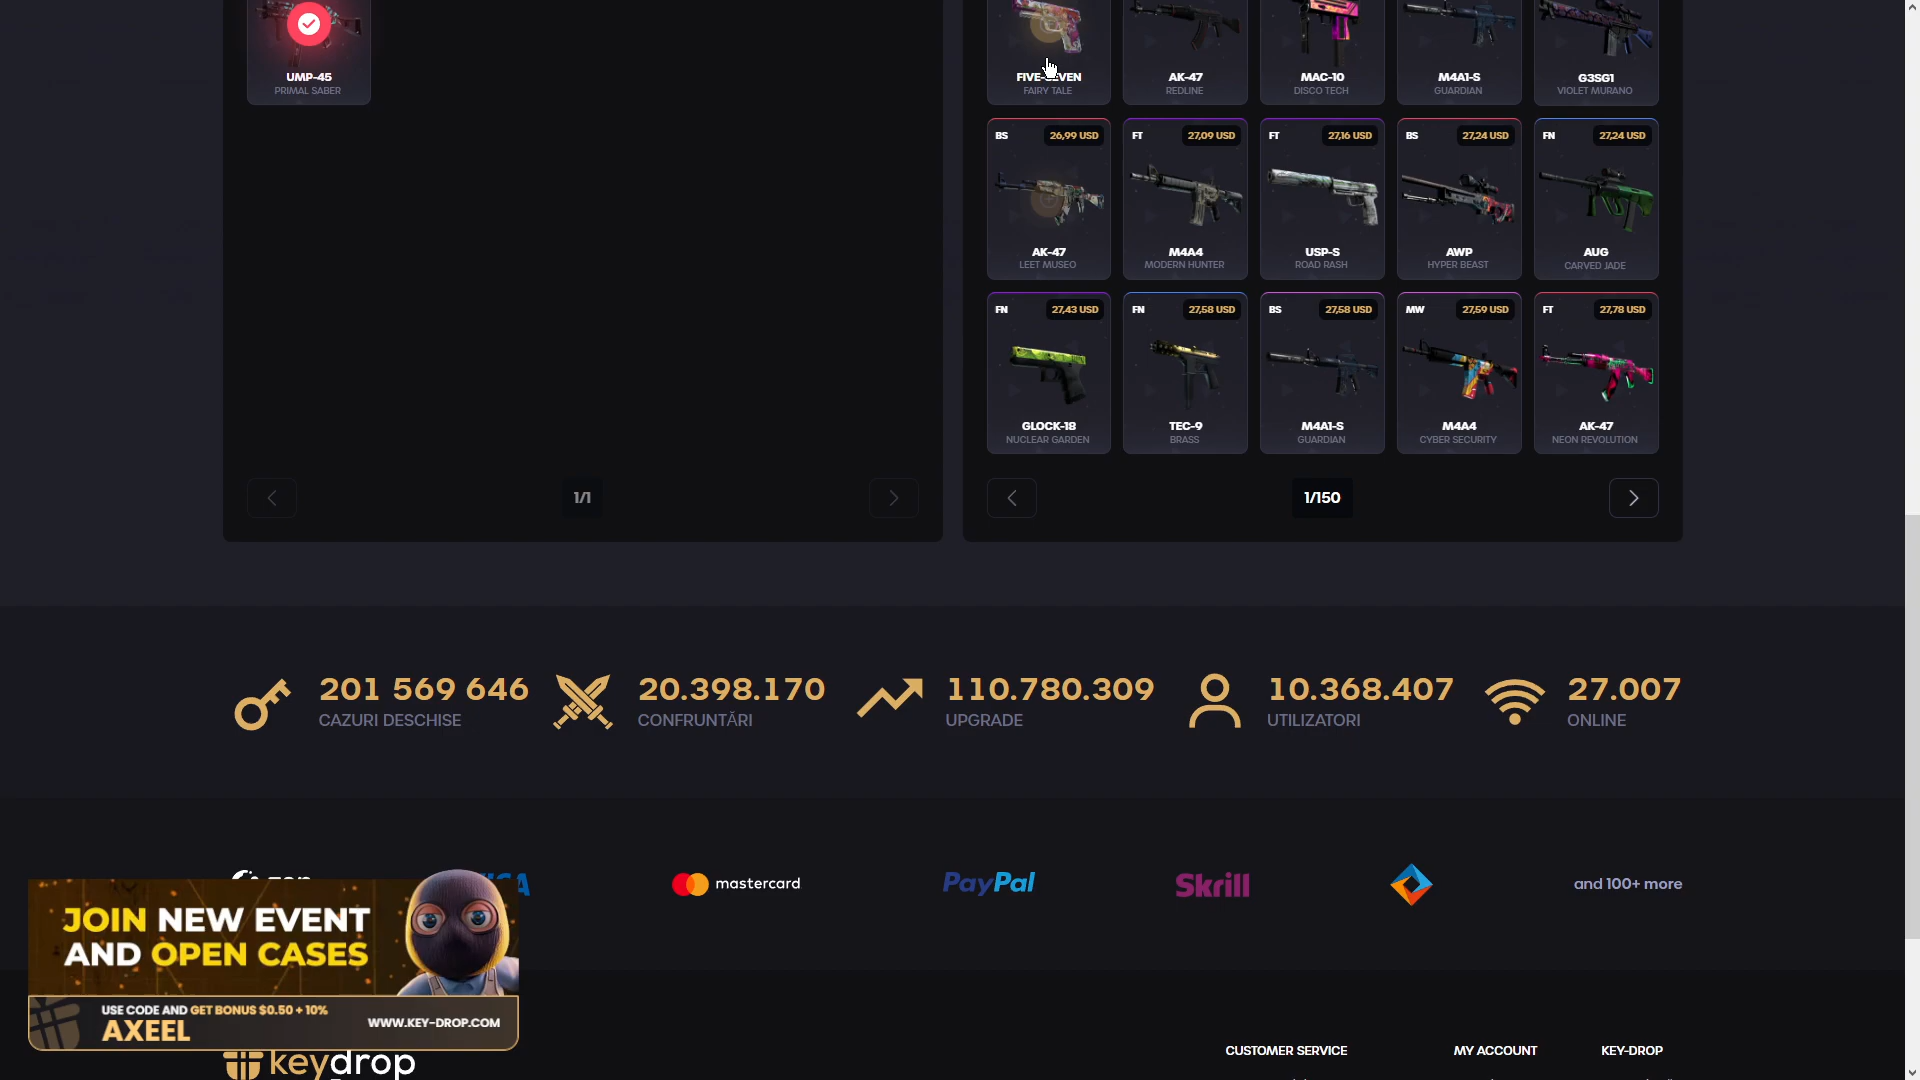 UMP-45
PRIMAL SABER
FIVE-SEVEN
FAIRY TALE
AK-47
REDLINE
MAC-10
DISCO TECH
M4A1-S
GUARDIAN
G3SG1
VIOLET MURANO
BS 26,99 USD
AK-47
LEET MUSEO
FT 27,09 USD
M4A4
MODERN HUNTER
FT 27,16 USD
USP-S
ROAD RASH
BS 27,24 USD
AWP
HYPER BEAST
FN 27,24 USD
AUG
CARVED JADE
FN 27,43 USD
GLOCK-18
NUCLEAR GARDEN
FN 27,58 USD
TEC-9
BRASS
BS 27,58 USD
M4A1-S
GUARDIAN
MW 27,59 USD
M4A4
CYBER SECURITY
FT 27,78 USD
AK-47
NEON REVOLUTION
1/1
1/150
201 569 646
CAZURI DESCHISE
20.398.170
CONFRUNTĂRI
110.780.309
UPGRADE
10.368.407
UTILIZATORI
27.007
ONLINE
mastercard
PayPal
Skrill
and 100+ more
JOIN NEW EVENT
AND OPEN CASES
USE CODE AND GET BONUS $0.50 + 10%
AXEEL
WWW.KEY-DROP.COM
keydrop
CUSTOMER SERVICE
MY ACCOUNT
KEY-DROP